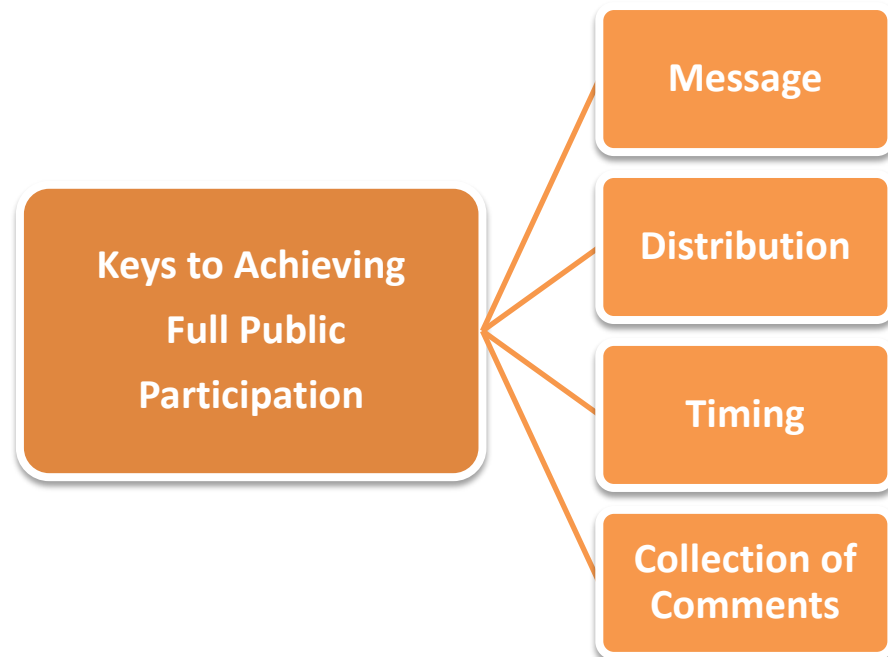 Keys to Achieving
Full Public
Participation
Message
Distribution
Timing
Collection of
Comments